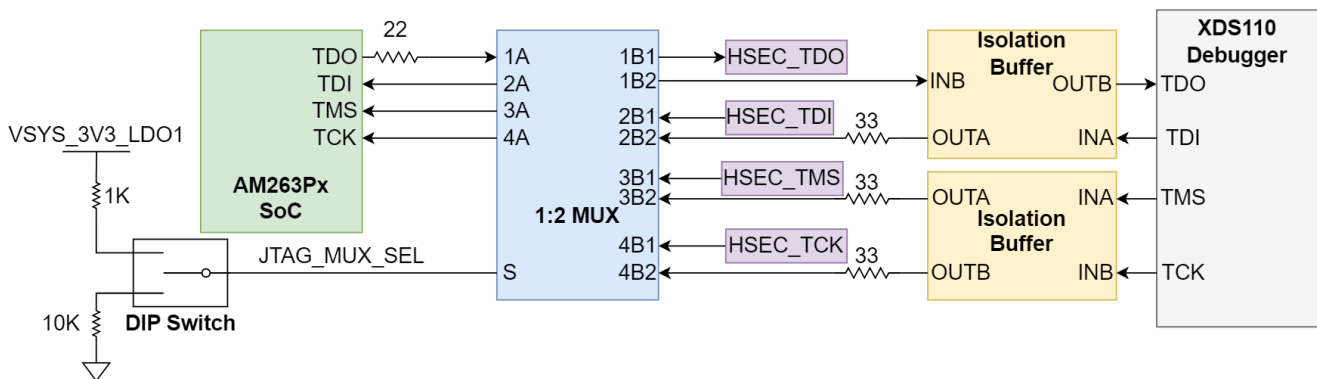 22
TDO
TDI
TMS
TCK
AM263Px
SoC
VSYS_3V3_LDO1
1K
10K
DIP Switch
JTAG_MUX_SEL
1A
2A
3A
4A
S
1:2 MUX
1B1
1B2
2B1
2B2
3B1
3B2
4B1
4B2
HSEC_TDO
HSEC_TDI
33
HSEC_TMS
33
HSEC_TCK
33
Isolation
Buffer
INB
OUTB
OUTA
INA
OUTA
INA
Isolation
Buffer
OUTB
INB
XDS110
Debugger
TDO
TDI
TMS
TCK